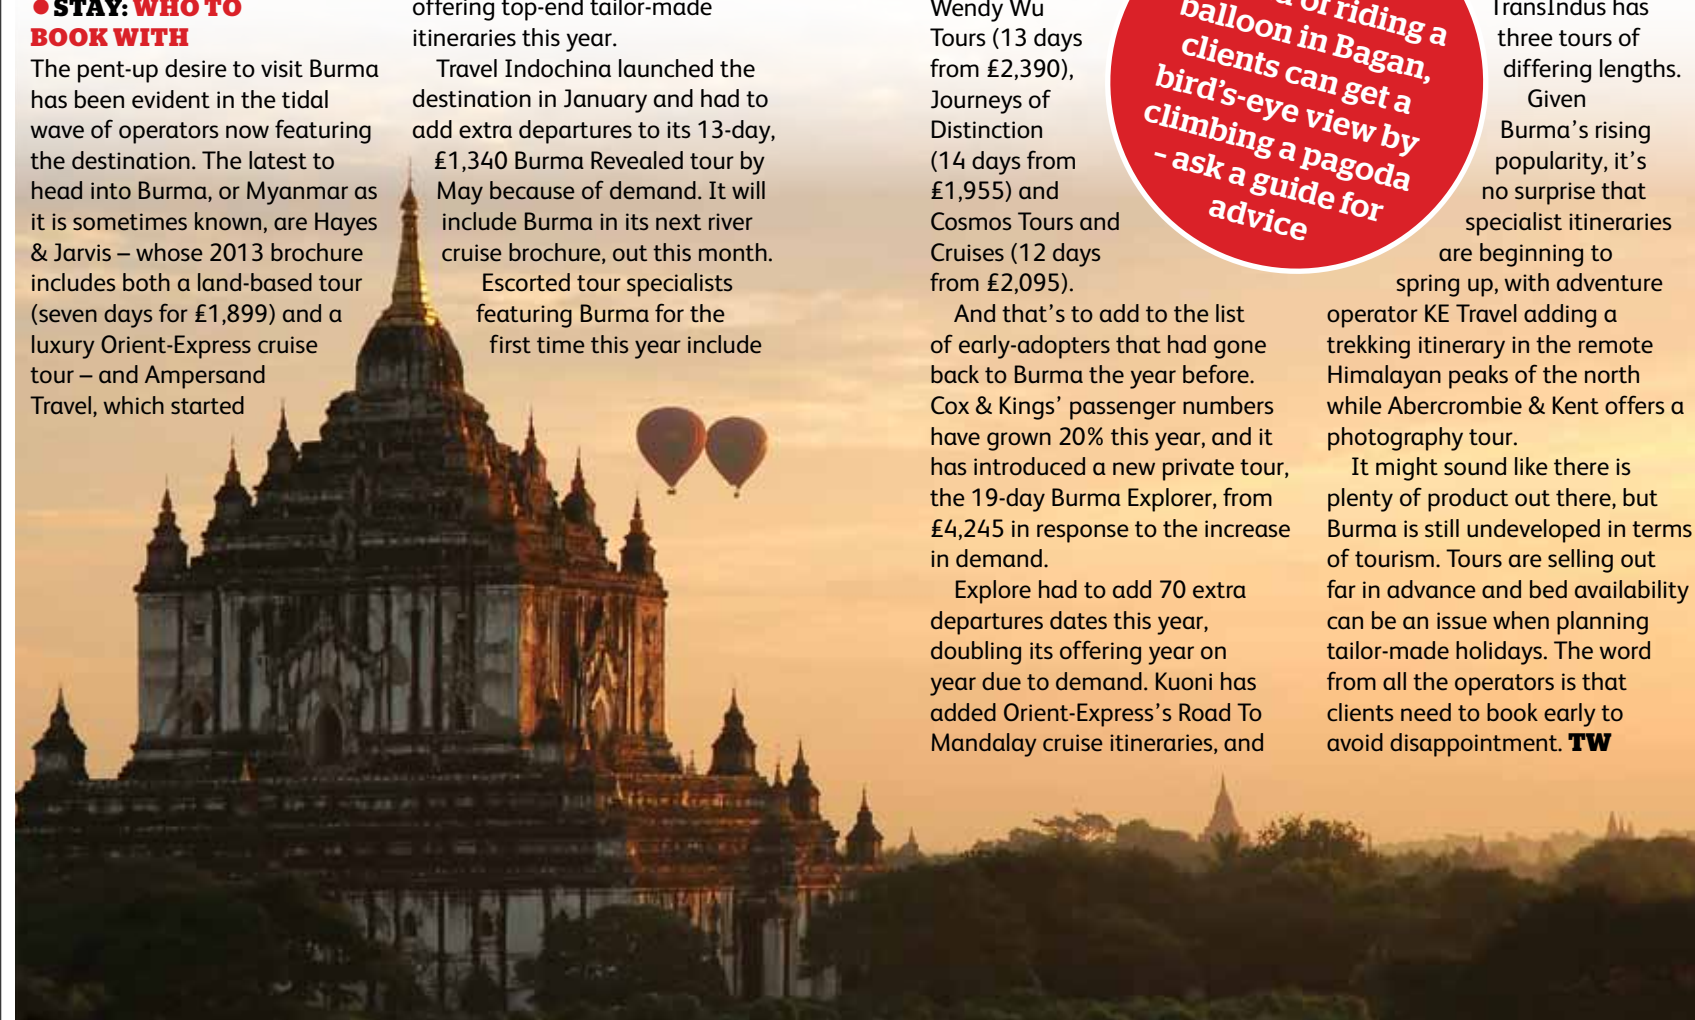 STAY: WHO TO
BOOK WITH
The pent-up desire to visit Burma
has been evident in the tidal
wave of operators now featuring
the destination. The latest to
head into Burma, or Myanmar as
it is sometimes known, are Hayes
& Jarvis – whose 2013 brochure
includes both a land-based tour
(seven days for £1,899) and a
luxury Orient-Express cruise
tour – and Ampersand
Travel, which started
offering top-end tailor-made
itineraries this year.
Travel Indochina launched the
destination in January and had to
add extra departures to its 13-day,
£1,340 Burma Revealed tour by
May because of demand. It will
include Burma in its next river
cruise brochure, out this month.
Escorted tour specialists
featuring Burma for the
first time this year include
Wendy Wu
Tours (13 days
from £2,390),
Journeys of
Distinction
(14 days from
£1,955) and
Cosmos Tours and
Cruises (12 days
from £2,095).
And that's to add to the list
of early-adopters that had gone
back to Burma the year before.
Cox & Kings' passenger numbers
have grown 20% this year, and it
has introduced a new private tour,
the 19-day Burma Explorer, from
£4,245 in response to the increase
in demand.
Explore had to add 70 extra
departures dates this year,
doubling its offering year on
year due to demand. Kuoni has
added Orient-Express's Road To
Mandalay cruise itineraries, and
of riding a
balloon in Bagan,
clients can get a
bird's-eye view by
climbing a pagoda
– ask a guide for
advice
TransIndus has
three tours of
differing lengths.
Given
Burma's rising
popularity, it's
no surprise that
specialist itineraries
are beginning to
spring up, with adventure
operator KE Travel adding a
trekking itinerary in the remote
Himalayan peaks of the north
while Abercrombie & Kent offers a
photography tour.
It might sound like there is
plenty of product out there, but
Burma is still undeveloped in terms
of tourism. Tours are selling out
far in advance and bed availability
can be an issue when planning
tailor-made holidays. The word
from all the operators is that
clients need to book early to
avoid disappointment. TW